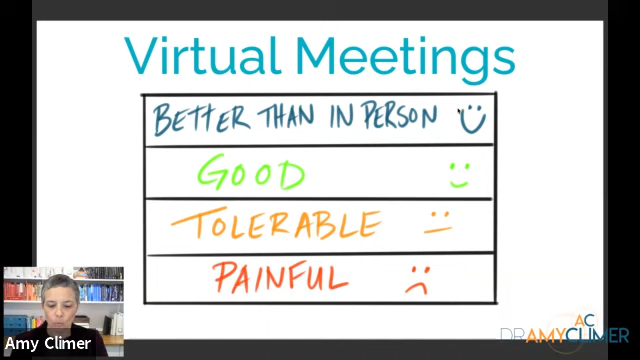 Virtual Meetings
BETTER THAN IN PERSON
GOOD
TOLERABLE
PAINFUL
Amy Climer
AC
DRAMYCLIMER